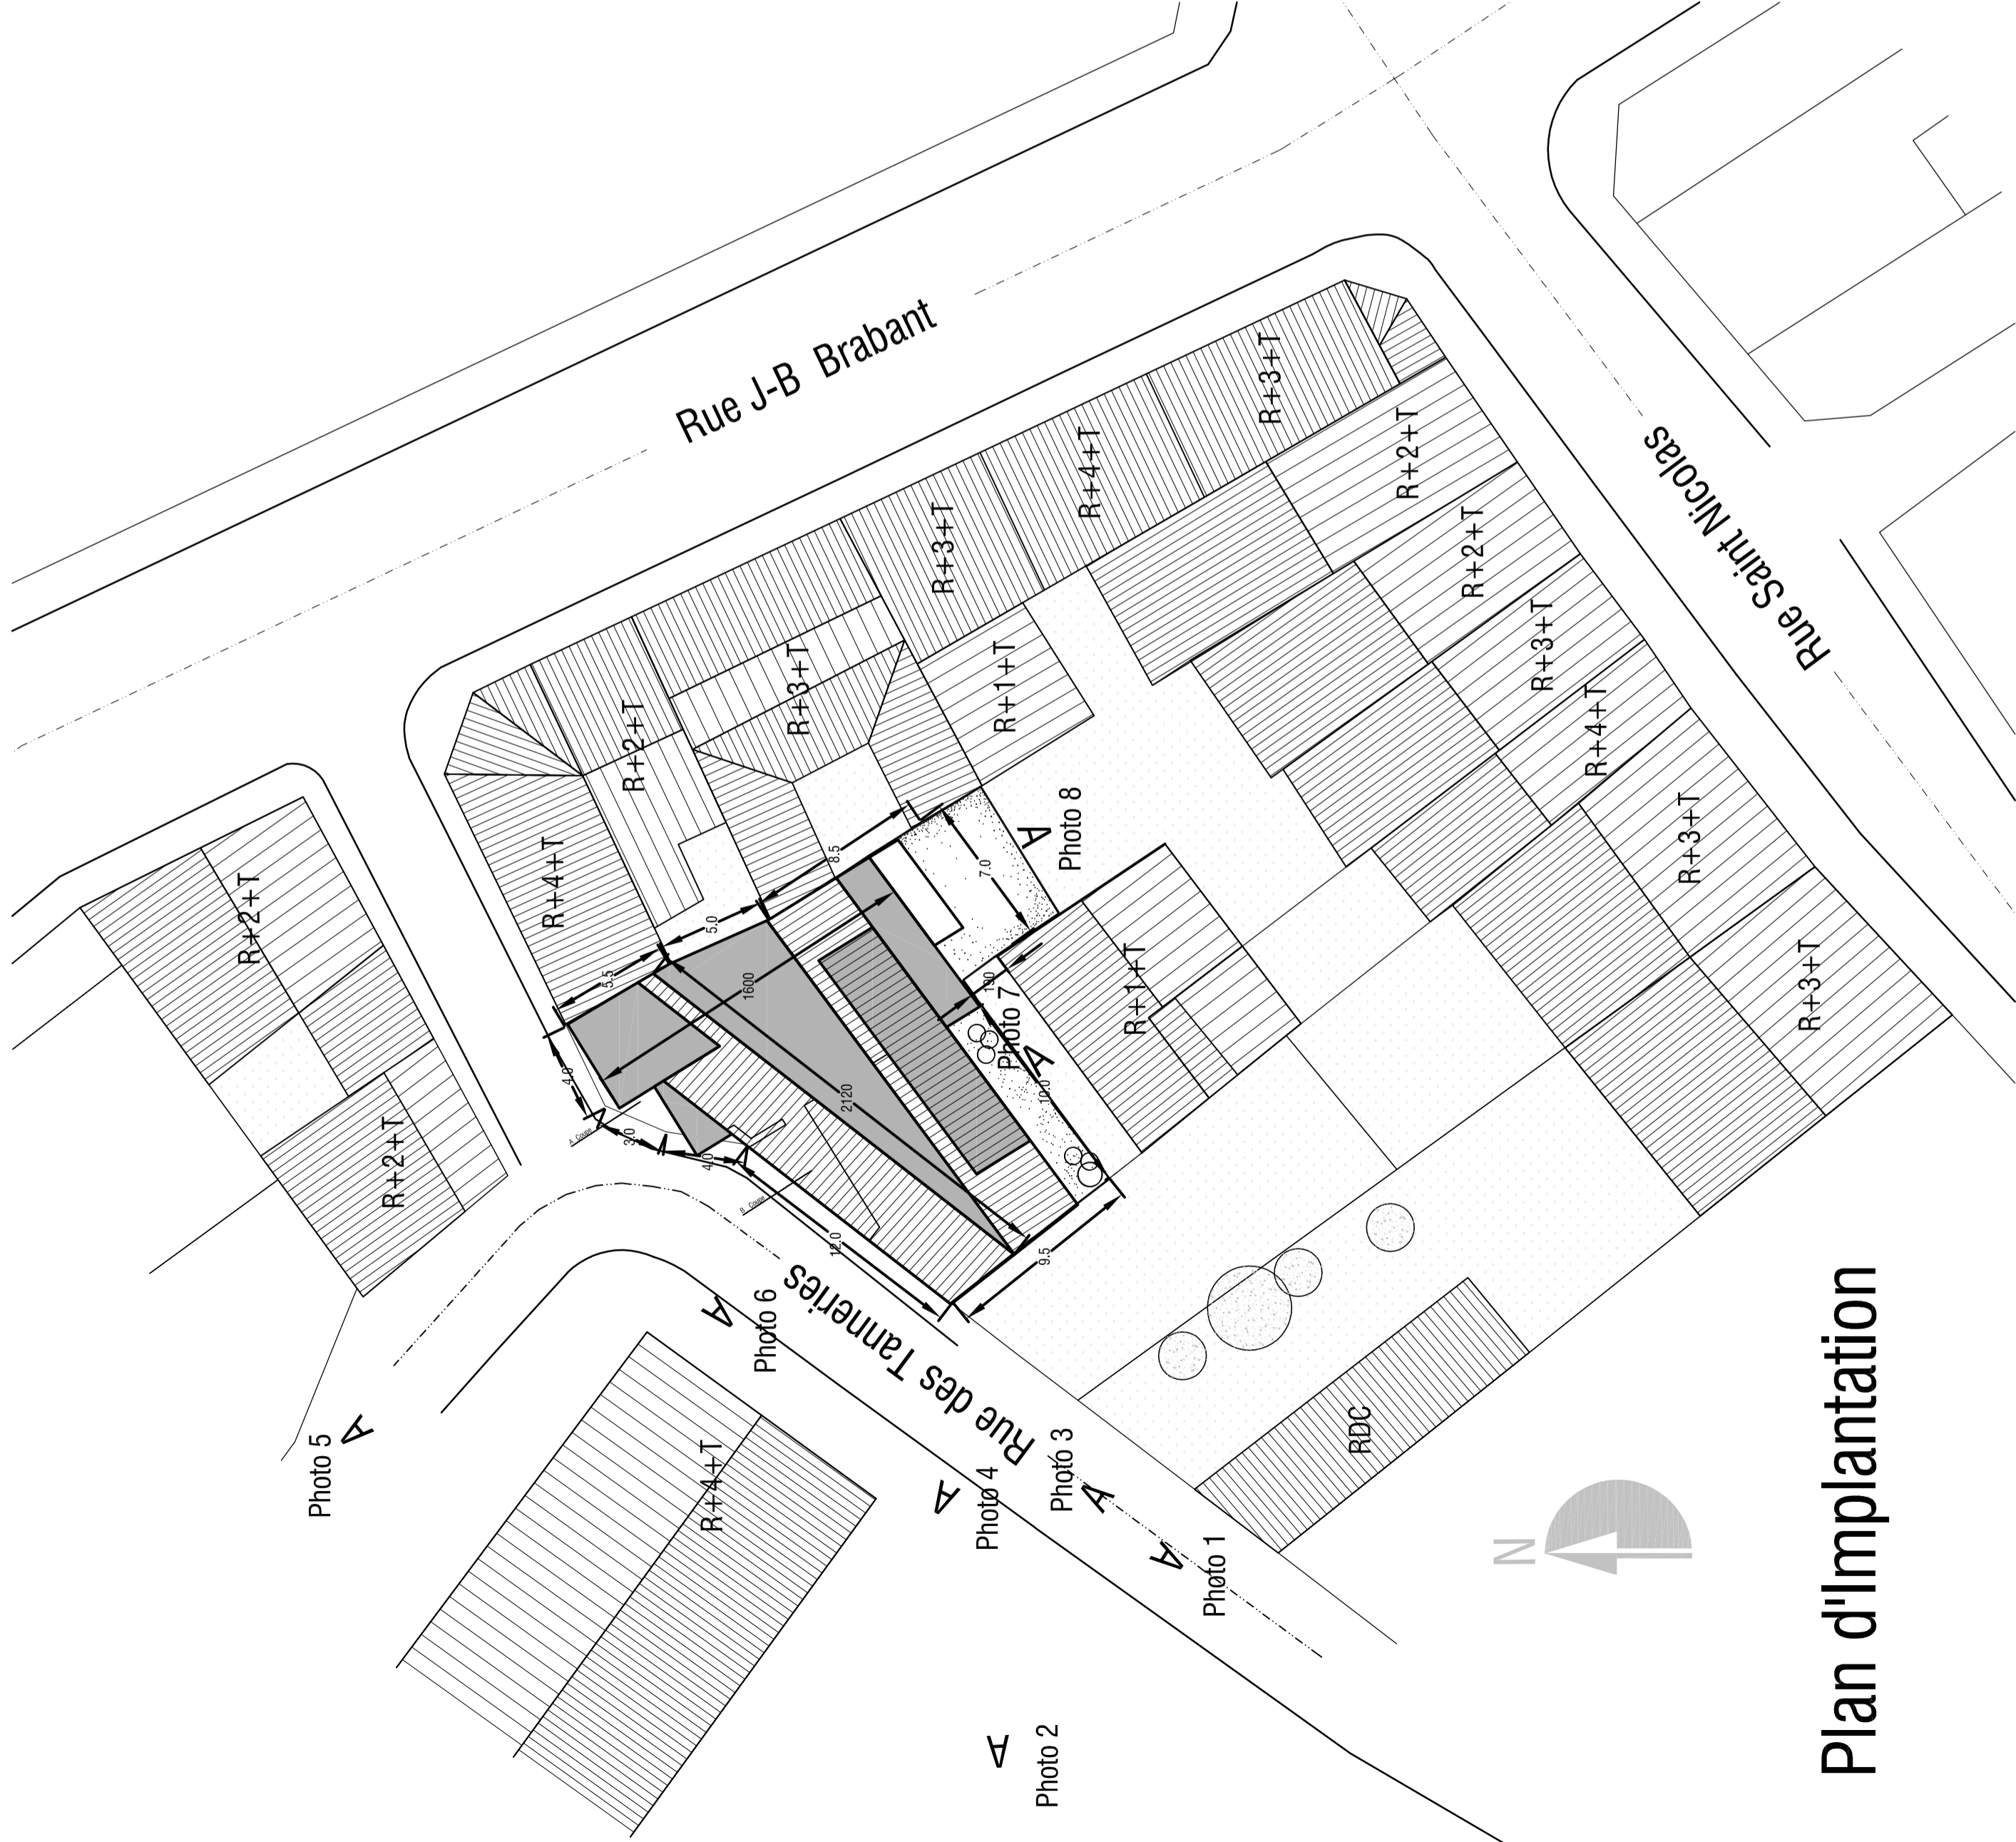 Rue J-B Brabant
Rue Saint Nicolas
Rue des Tanneries
R+3+T
R+2+T
R+4+T
R+2+T
R+3+T
R+3+T
R+4+T
R+1+T
R+3+T
R+2+T
R+3+T
R+4+T
R+2+T
R+3+T
R+1+T
R+2+T
R+4+T
RDC
8.5
7.0
5.0
5.5
1600
100
4.0
2120
10.0
3.0
4.0
12.0
9.5
A Coupe
B Coupe
A
Photo 8
Photo 7
A
A
Photo 6
Photo 5
A
A
Photo 4
Photo 3
A
A
Photo 1
A
Photo 2
N
Plan d'Implantation